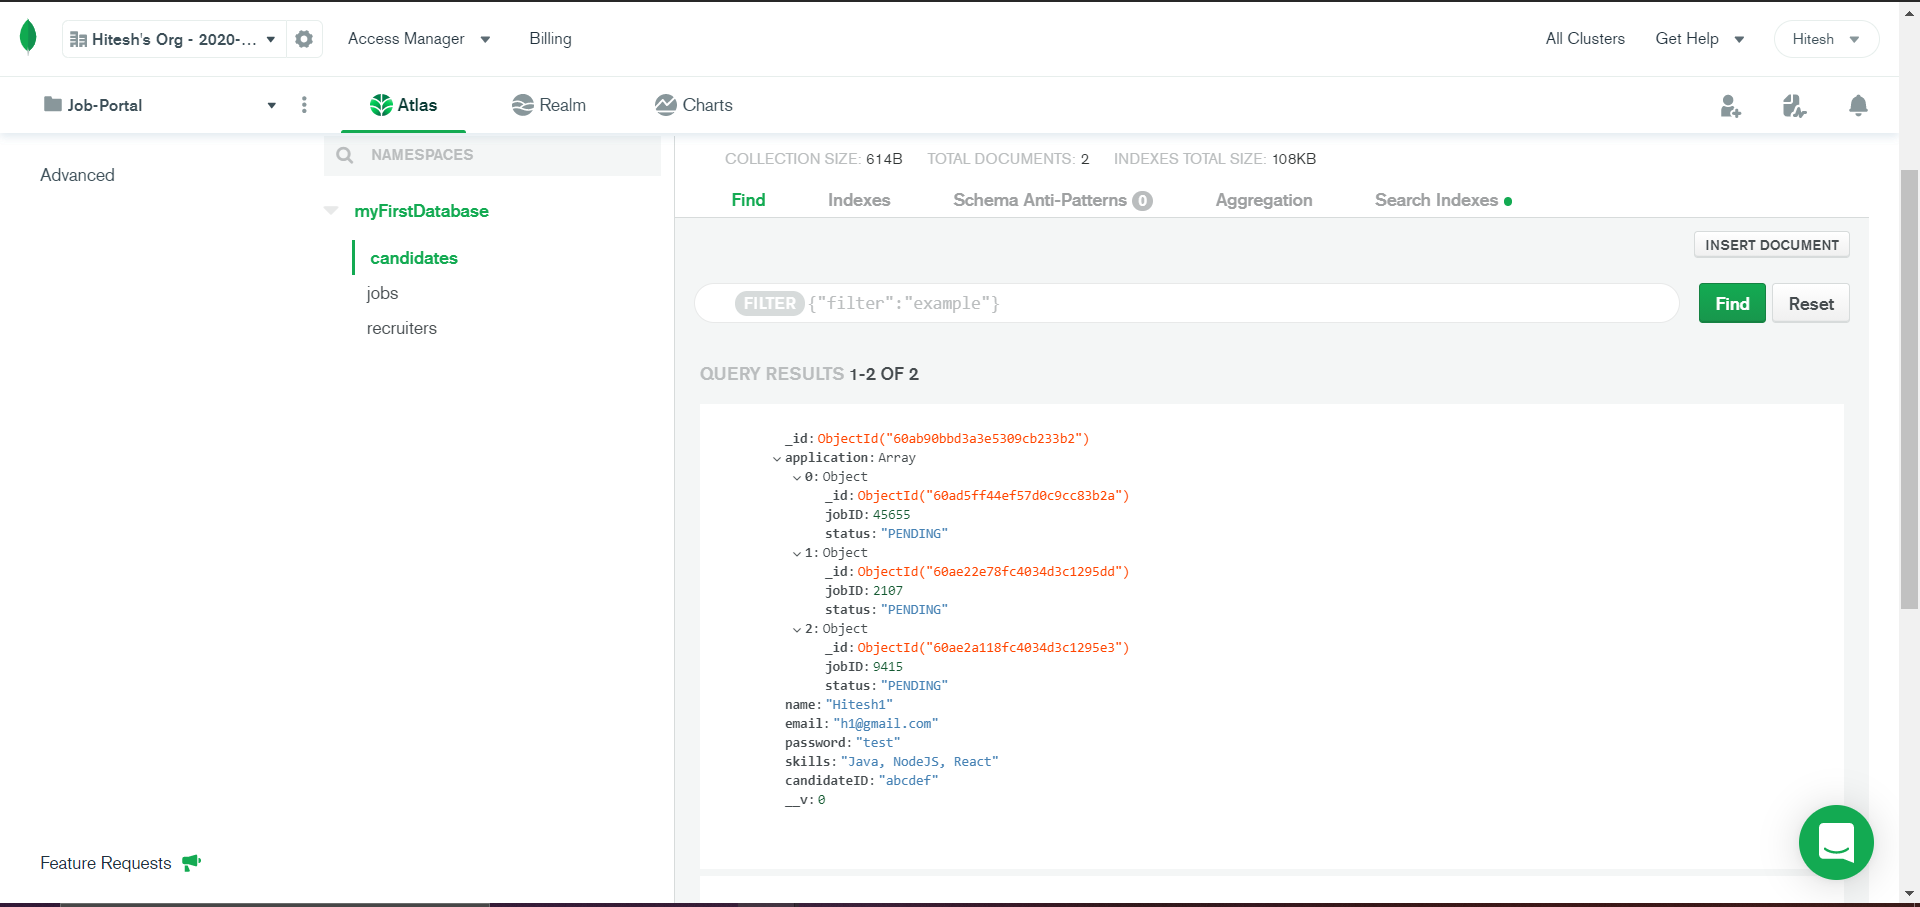 Hitesh's Org - 2020-... Access Manager Billing All Clusters Get Help Hitesh
Job-Portal Atlas Realm Charts
Advanced
NAMESPACES
myFirstDatabase
candidates
jobs
recruiters
Feature Requests
COLLECTION SIZE: 614B TOTAL DOCUMENTS: 2 INDEXES TOTAL SIZE: 108KB
Find Indexes Schema Anti-Patterns 0 Aggregation Search Indexes
INSERT DOCUMENT
FILTER {"filter":"example"} Find Reset
QUERY RESULTS 1-2 OF 2
_id: ObjectId("60ab90bbd3a3e5309cb233b2")
application: Array
0: Object
_id: ObjectId("60ad5ff44ef57d0c9cc83b2a")
jobID: 45655
status: "PENDING"
1: Object
_id: ObjectId("60ae22e78fc4034d3c1295dd")
jobID: 2107
status: "PENDING"
2: Object
_id: ObjectId("60ae2a118fc4034d3c1295e3")
jobID: 9415
status: "PENDING"
name: "Hitesh1"
email: "h1@gmail.com"
password: "test"
skills: "Java, NodeJS, React"
candidateID: "abcdef"
__v: 0